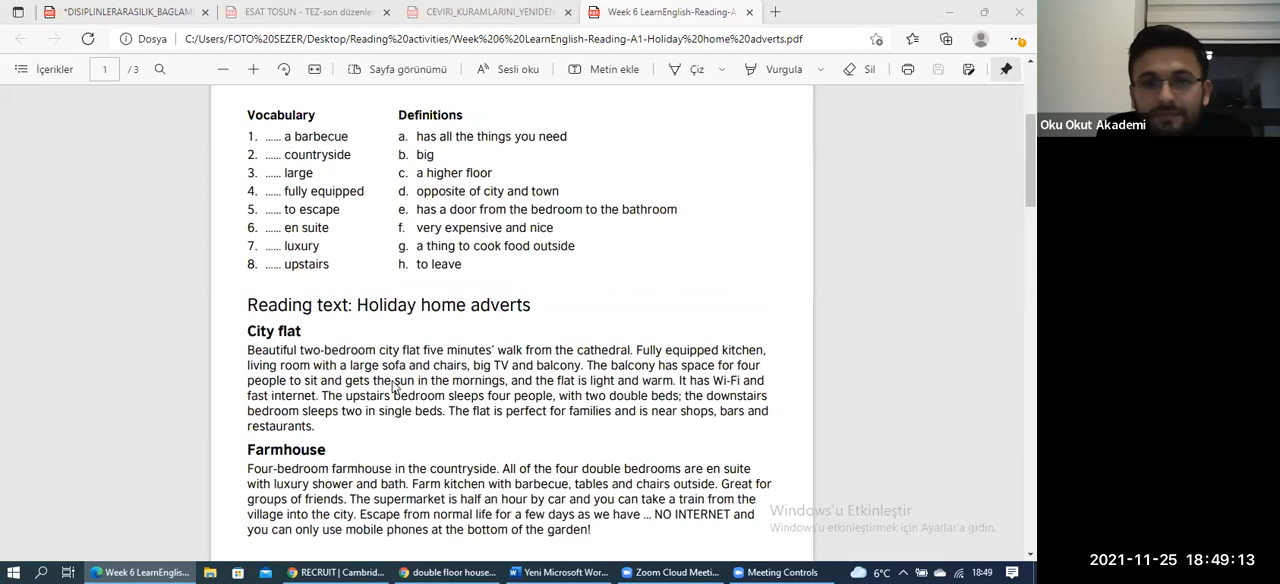 *DISIPLINLERARASILIK_BAGLAM
ESAT TOSUN - TEZ-son düzenler
CEVIRI_KURAMLARINI_YENIDEN
Week 6 LearnEnglish-Reading-A
Dosya
C:/Users/FOTO%20SEZER/Desktop/Reading%20activities/Week%206%20LearnEnglish-Reading-A1-Holiday%20home%20adverts.pdf
İçerikler 1 / 3 Sayfa görünümü Sesli oku Metin ekle Çiz Vurgula Sil
Oku Okut Akademi
Vocabulary Definitions
1. ...... a barbecue a. has all the things you need
2. ...... countryside b. big
3. ...... large c. a higher floor
4. ...... fully equipped d. opposite of city and town
5. ...... to escape e. has a door from the bedroom to the bathroom
6. ...... en suite f. very expensive and nice
7. ...... luxury g. a thing to cook food outside
8. ...... upstairs h. to leave
Reading text: Holiday home adverts
City flat
Beautiful two-bedroom city flat five minutes' walk from the cathedral. Fully equipped kitchen,
living room with a large sofa and chairs, big TV and balcony. The balcony has space for four
people to sit and gets the sun in the mornings, and the flat is light and warm. It has Wi-Fi and
fast internet. The upstairs bedroom sleeps four people, with two double beds; the downstairs
bedroom sleeps two in single beds. The flat is perfect for families and is near shops, bars and
restaurants.
Farmhouse
Four-bedroom farmhouse in the countryside. All of the four double bedrooms are en suite
with luxury shower and bath. Farm kitchen with barbecue, tables and chairs outside. Great for
groups of friends. The supermarket is half an hour by car and you can take a train from the
village into the city. Escape from normal life for a few days as we have ... NO INTERNET and
you can only use mobile phones at the bottom of the garden!
Windows'u Etkinleştir
Windows'u etkinleştirmek için Ayarlar'a gidin.
2021-11-25 18:49:13
Week 6 LearnEnglis...
RECRUIT | Cambrid...
double floor house...
Yeni Microsoft Wor...
Zoom Cloud Meeti...
Meeting Controls
6°C
18:49